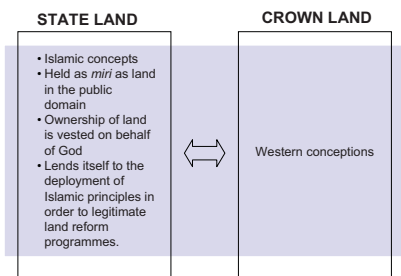 STATE LAND
• Islamic concepts
• Held as miri as land
in the public
domain
• Ownership of land
is vested on behalf
of God
• Lends itself to the
deployment of
Islamic principles in
order to legitimate
land reform
programmes.
CROWN LAND
Western conceptions